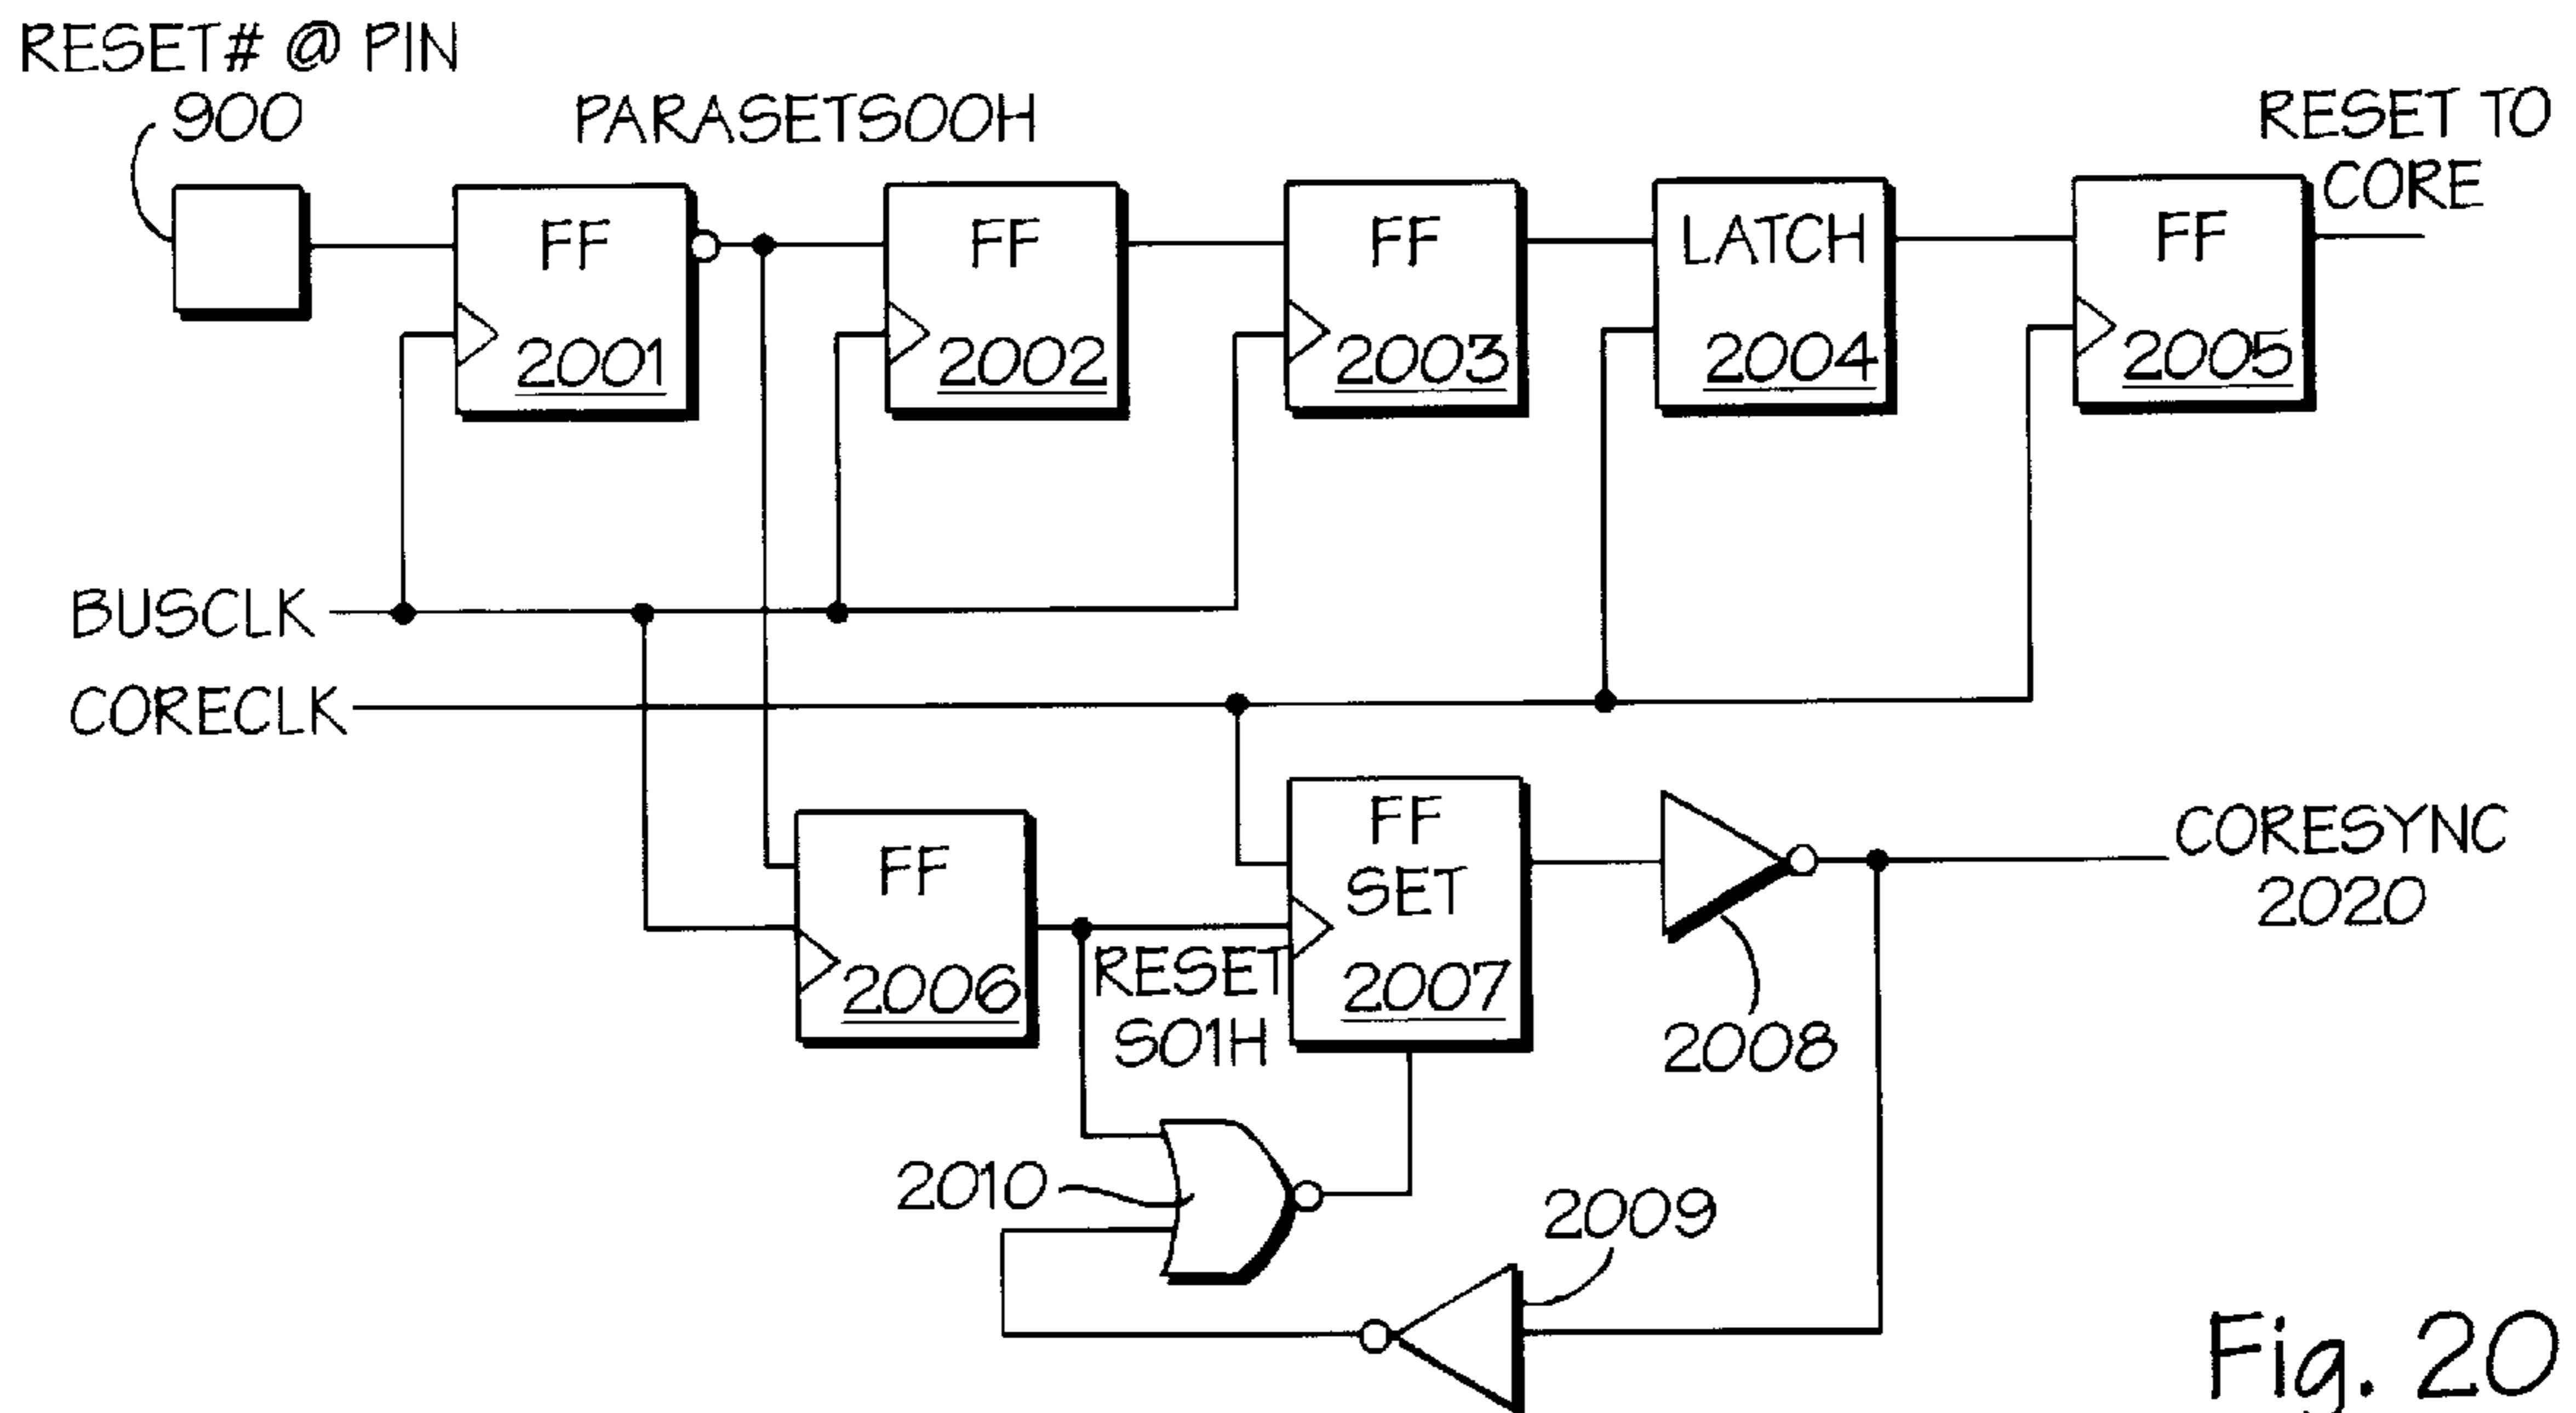 RESET# @ PIN
900
PARASETS00H
RESET TO
CORE
FF
2001
FF
2002
FF
2003
LATCH
2004
FF
2005
BUSCLK
CORECLK
FF
2006
RESET
S01H
FF
SET
2007
2008
CORESYNC
2020
2010
2009
Fig. 20